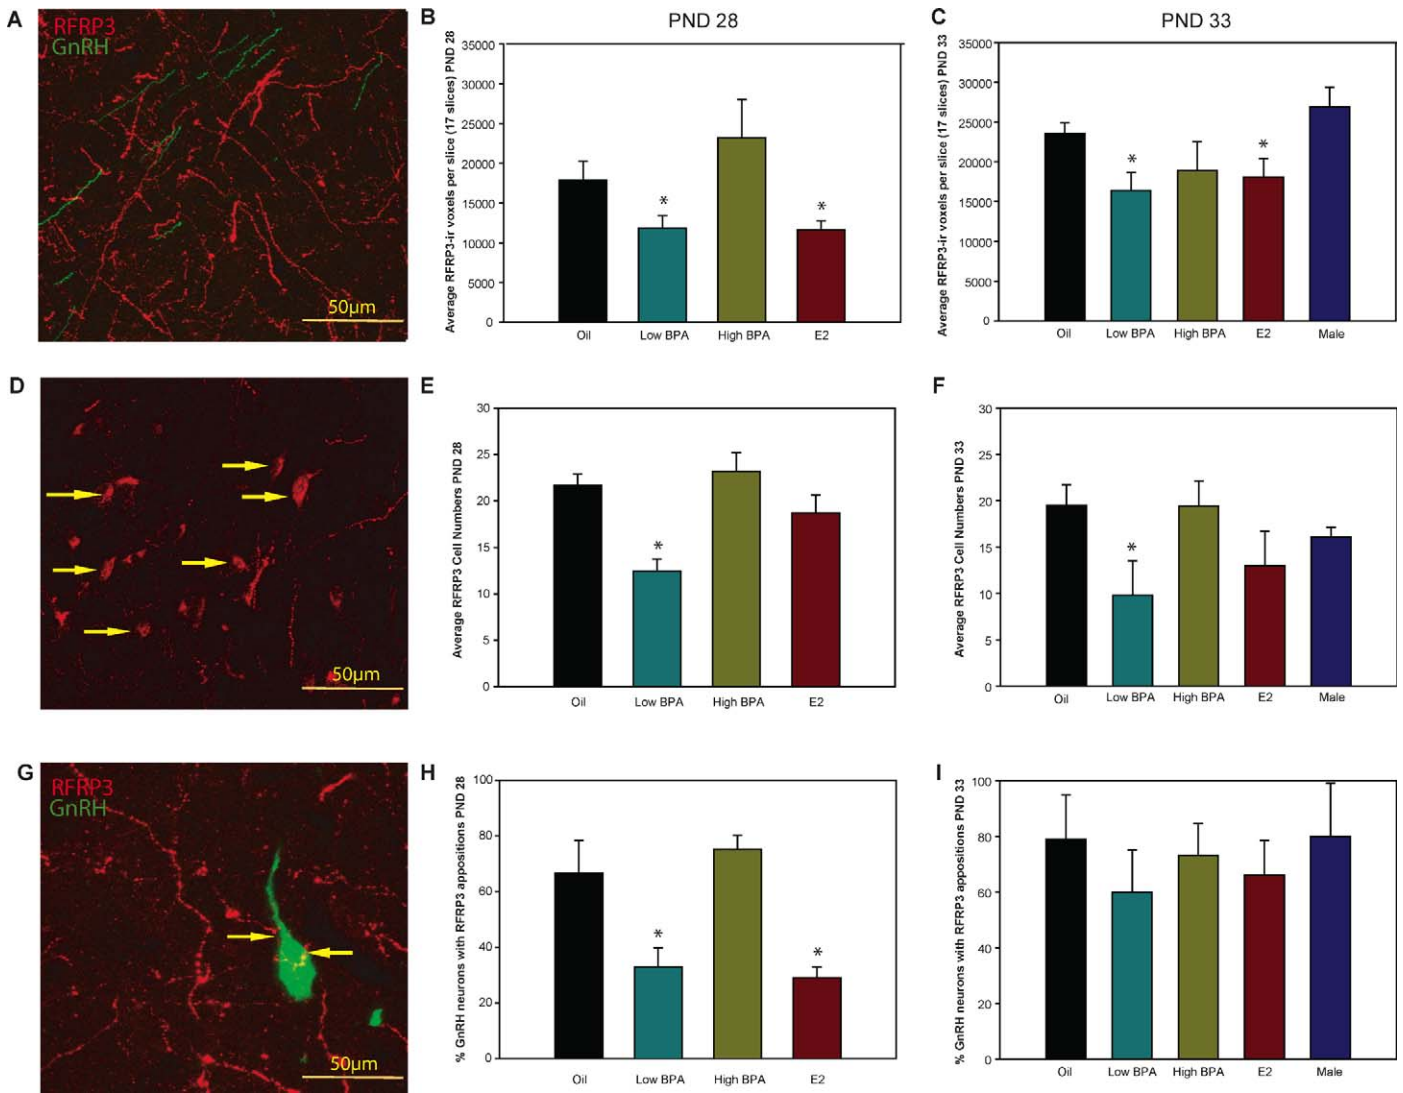 A
RFRP3
GnRH
50µm
B
PND 28
Average RFRP3-ir voxels per slice (17 slices) PND 28
35000
30000
25000
20000
15000
10000
5000
0
*
*
Oil Low BPA High BPA E2
C
PND 33
Average RFRP3-ir voxels per slice (17 slices) PND 33
35000
30000
25000
20000
15000
10000
5000
0
*
*
Oil Low BPA High BPA E2 Male
D
50µm
E
Average RFRP3 Cell Numbers PND 28
30
25
20
15
10
5
0
*
Oil Low BPA High BPA E2
F
Average RFRP3 Cell Numbers PND 33
30
25
20
15
10
5
0
*
Oil Low BPA High BPA E2 Male
G
RFRP3
GnRH
50µm
H
% GnRH neurons with RFRP3 appositions PND 28
100
80
60
40
20
0
*
*
Oil Low BPA High BPA E2
I
% GnRH neurons with RFRP3 appositions PND 33
100
80
60
40
20
0
Oil Low BPA High BPA E2 Male